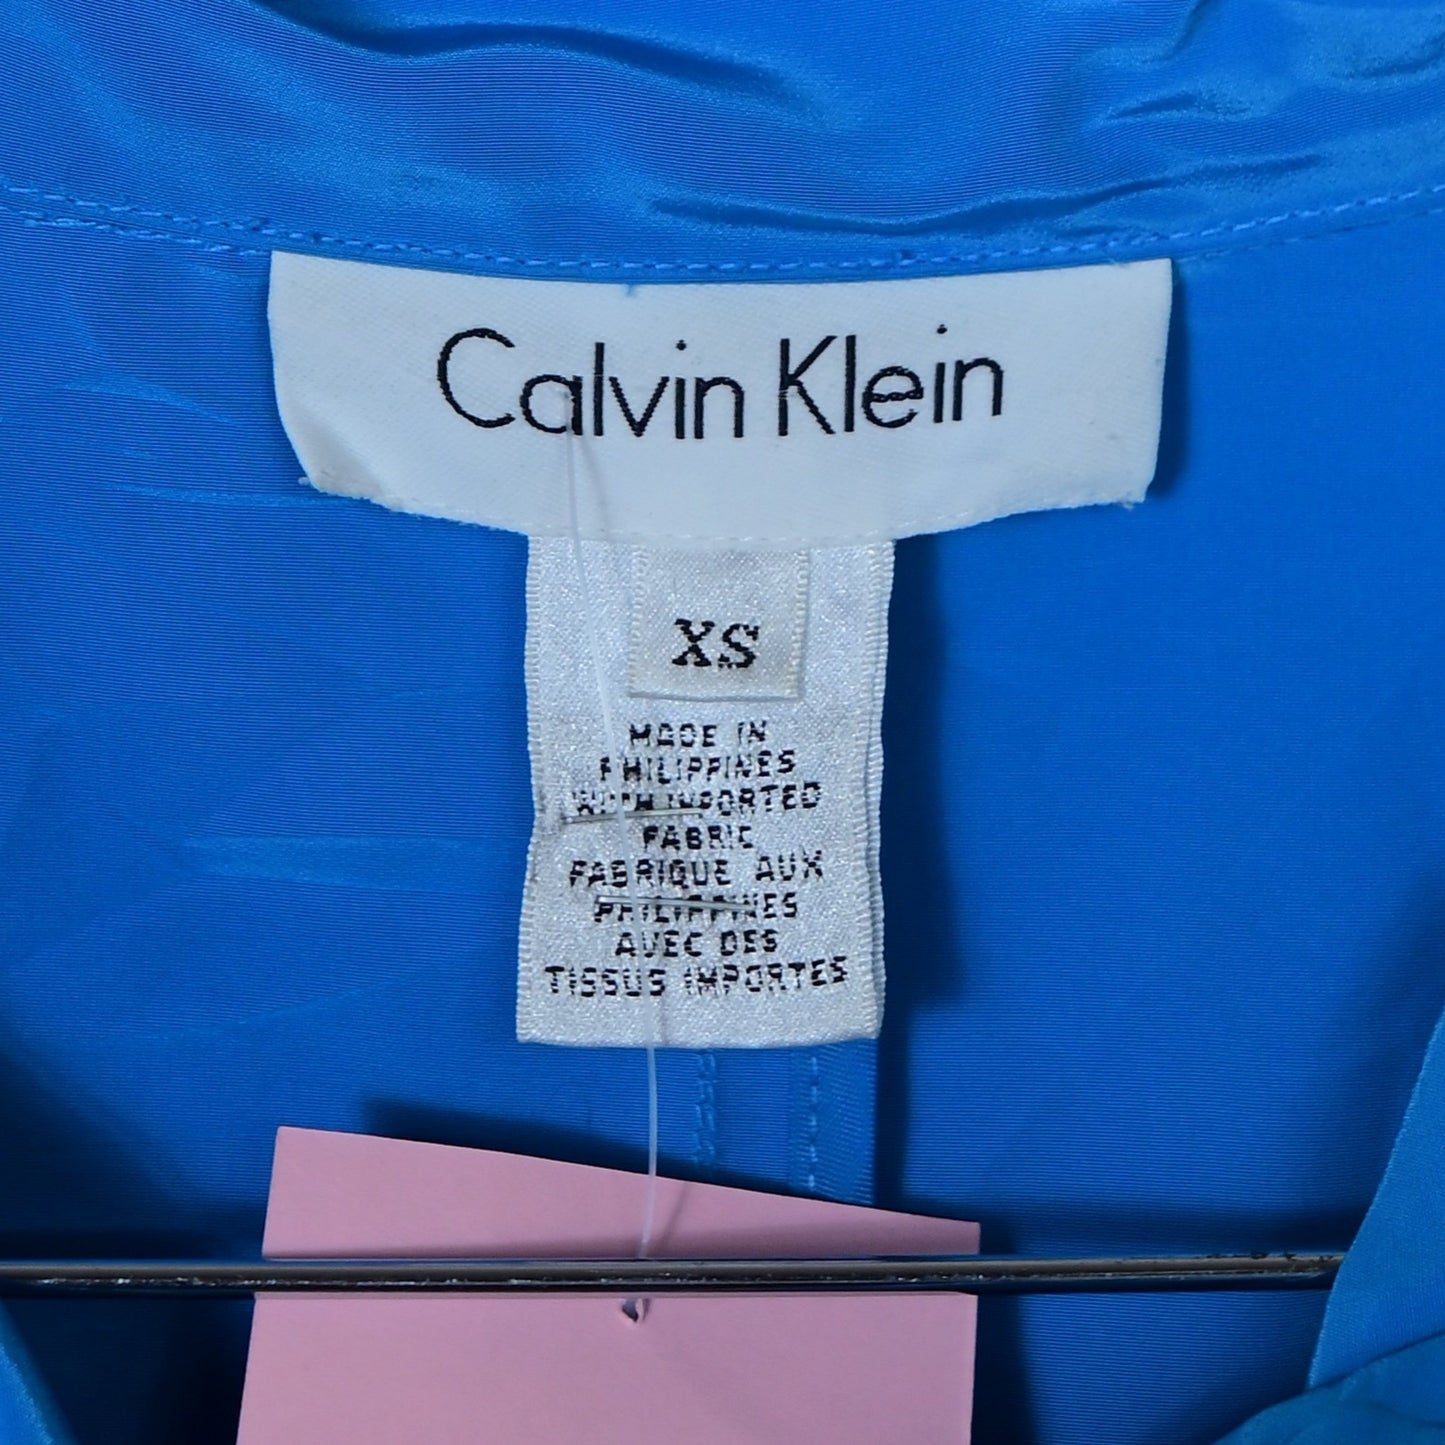 Calvin Klein
XS
MADE IN
PHILIPPINES
WITH IMPORTED
FABRIC
FABRIQUE AUX
PHILIPPINES
AVEC DES
TISSUS IMPORTES